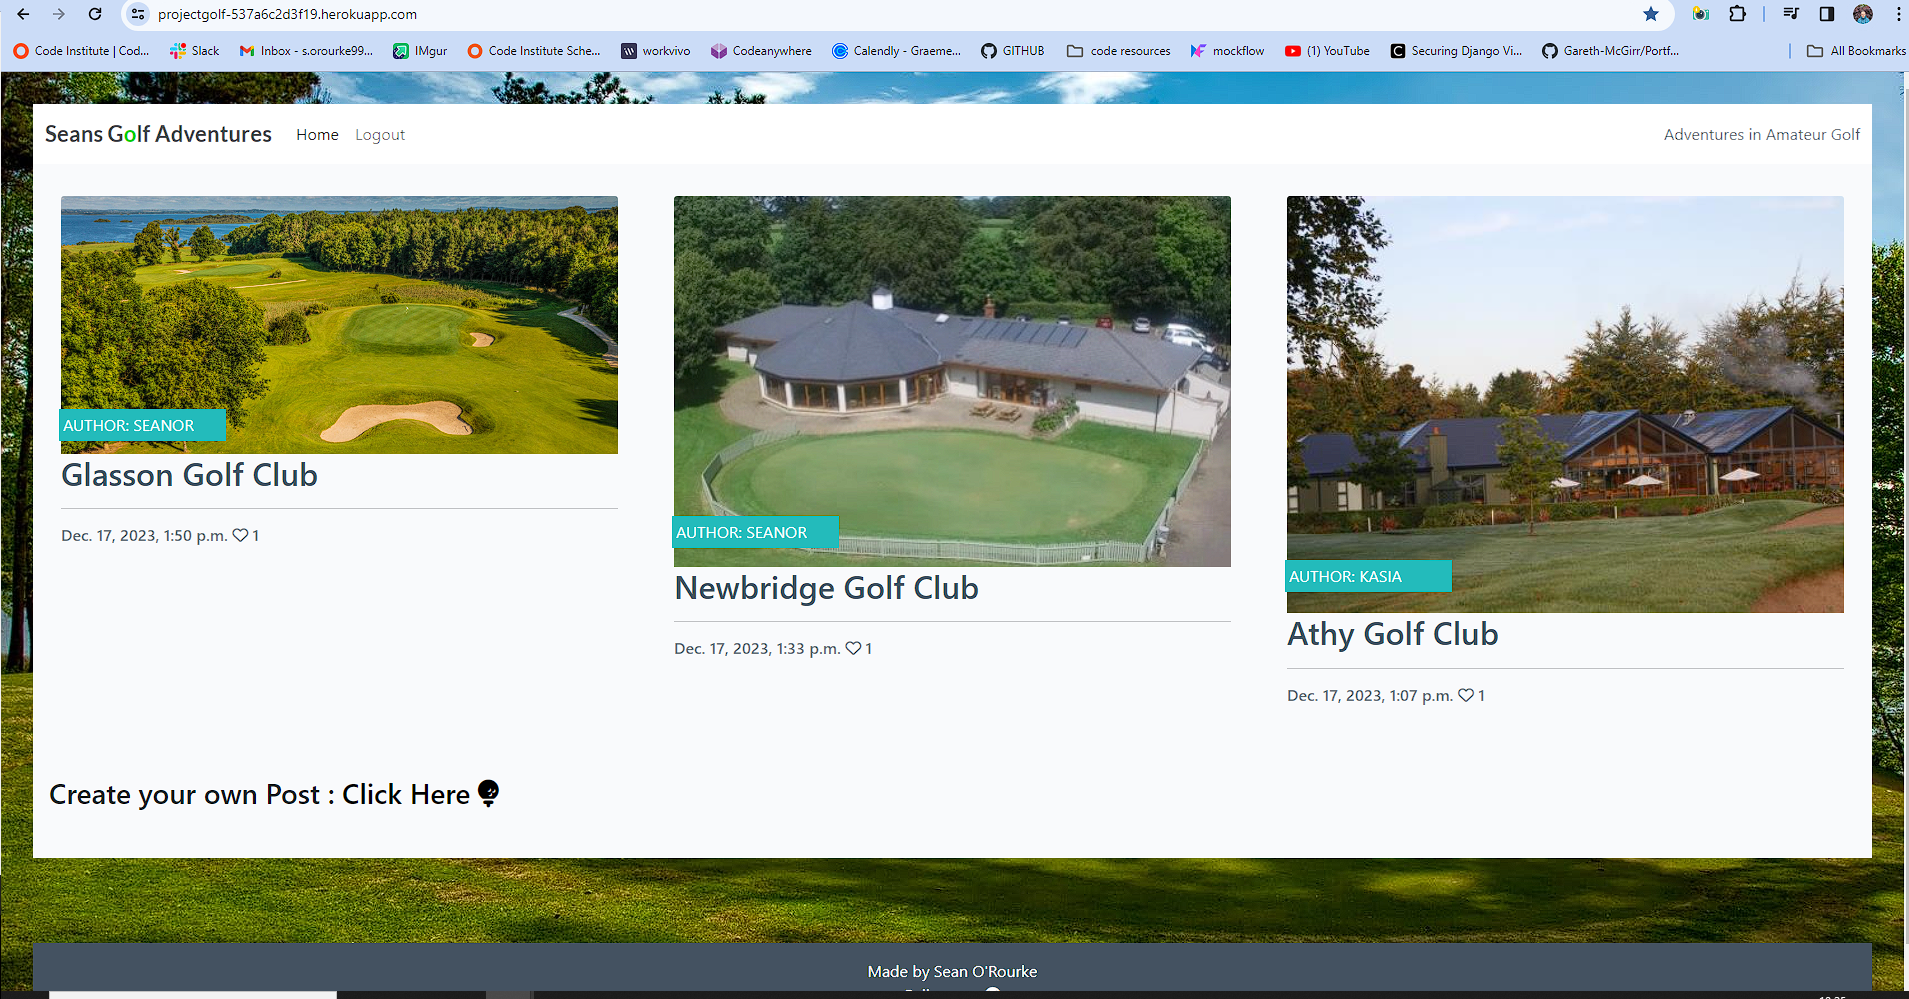 projectgolf-537a6c2d3f19.herokuapp.com
Code Institute | Cod...
Slack
Inbox - s.ororke99...
IMgur
Code Institute Sche...
workvivo
Codeanywhere
Calendly - Graeme...
GITHUB
code resources
mockflow
(1) YouTube
Securing Django Vi...
Gareth-McGirr/Portf...
All Bookmarks
Seans Golf Adventures
Home
Logout
Adventures in Amateur Golf
AUTHOR: SEANOR
Glasson Golf Club
Dec. 17, 2023, 1:50 p.m. 1
AUTHOR: SEANOR
Newbridge Golf Club
Dec. 17, 2023, 1:33 p.m. 1
AUTHOR: KASIA
Athy Golf Club
Dec. 17, 2023, 1:07 p.m. 1
Create your own Post : Click Here
Made by Sean O'Rourke